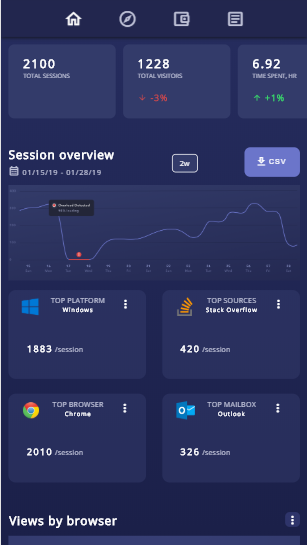 2100
TOTAL SESSIONS
1228
TOTAL VISITORS
-3%
6.92
TIME SPENT, HR
+1%
Session overview
01/15/19 - 01/28/19
2w
CSV
TOP PLATFORM
Windows
1883 /session
TOP SOURCES
Stack Overflow
420 /session
TOP BROWSER
Chrome
2010 /session
TOP MAILBOX
Outlook
326 /session
Views by browser